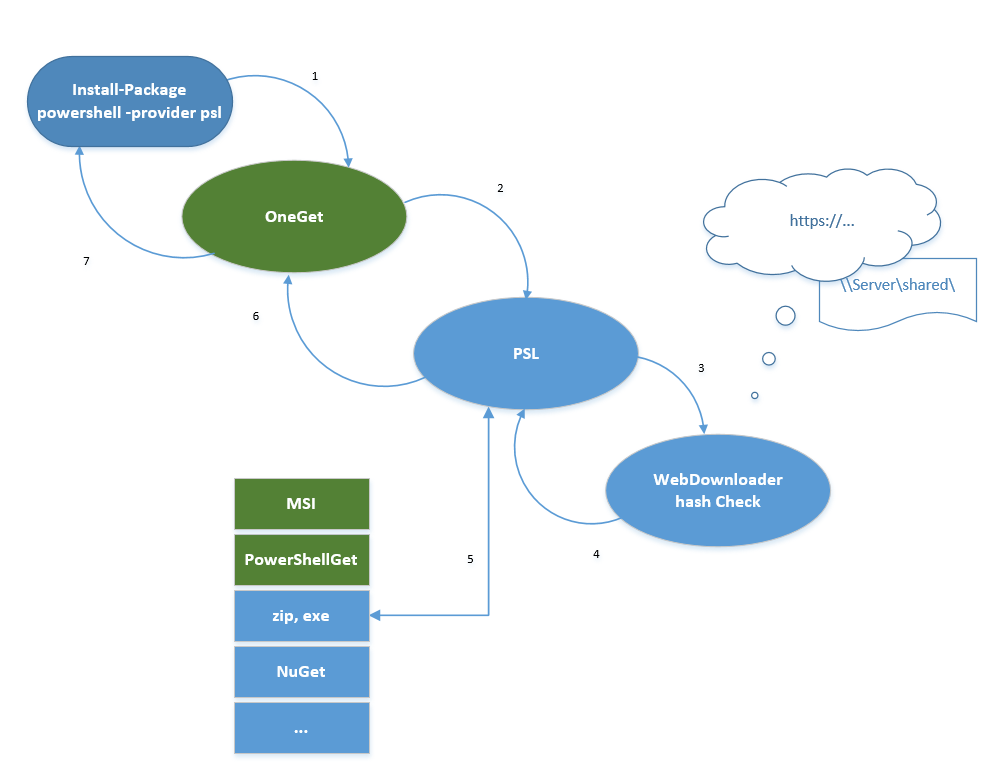 Install-Package
powershell -provider psl
1
OneGet
2
https://...
\\Server\shared\
7
6
PSL
3
WebDownloader
hash Check
4
MSI
PowerShellGet
5
zip, exe
NuGet
...